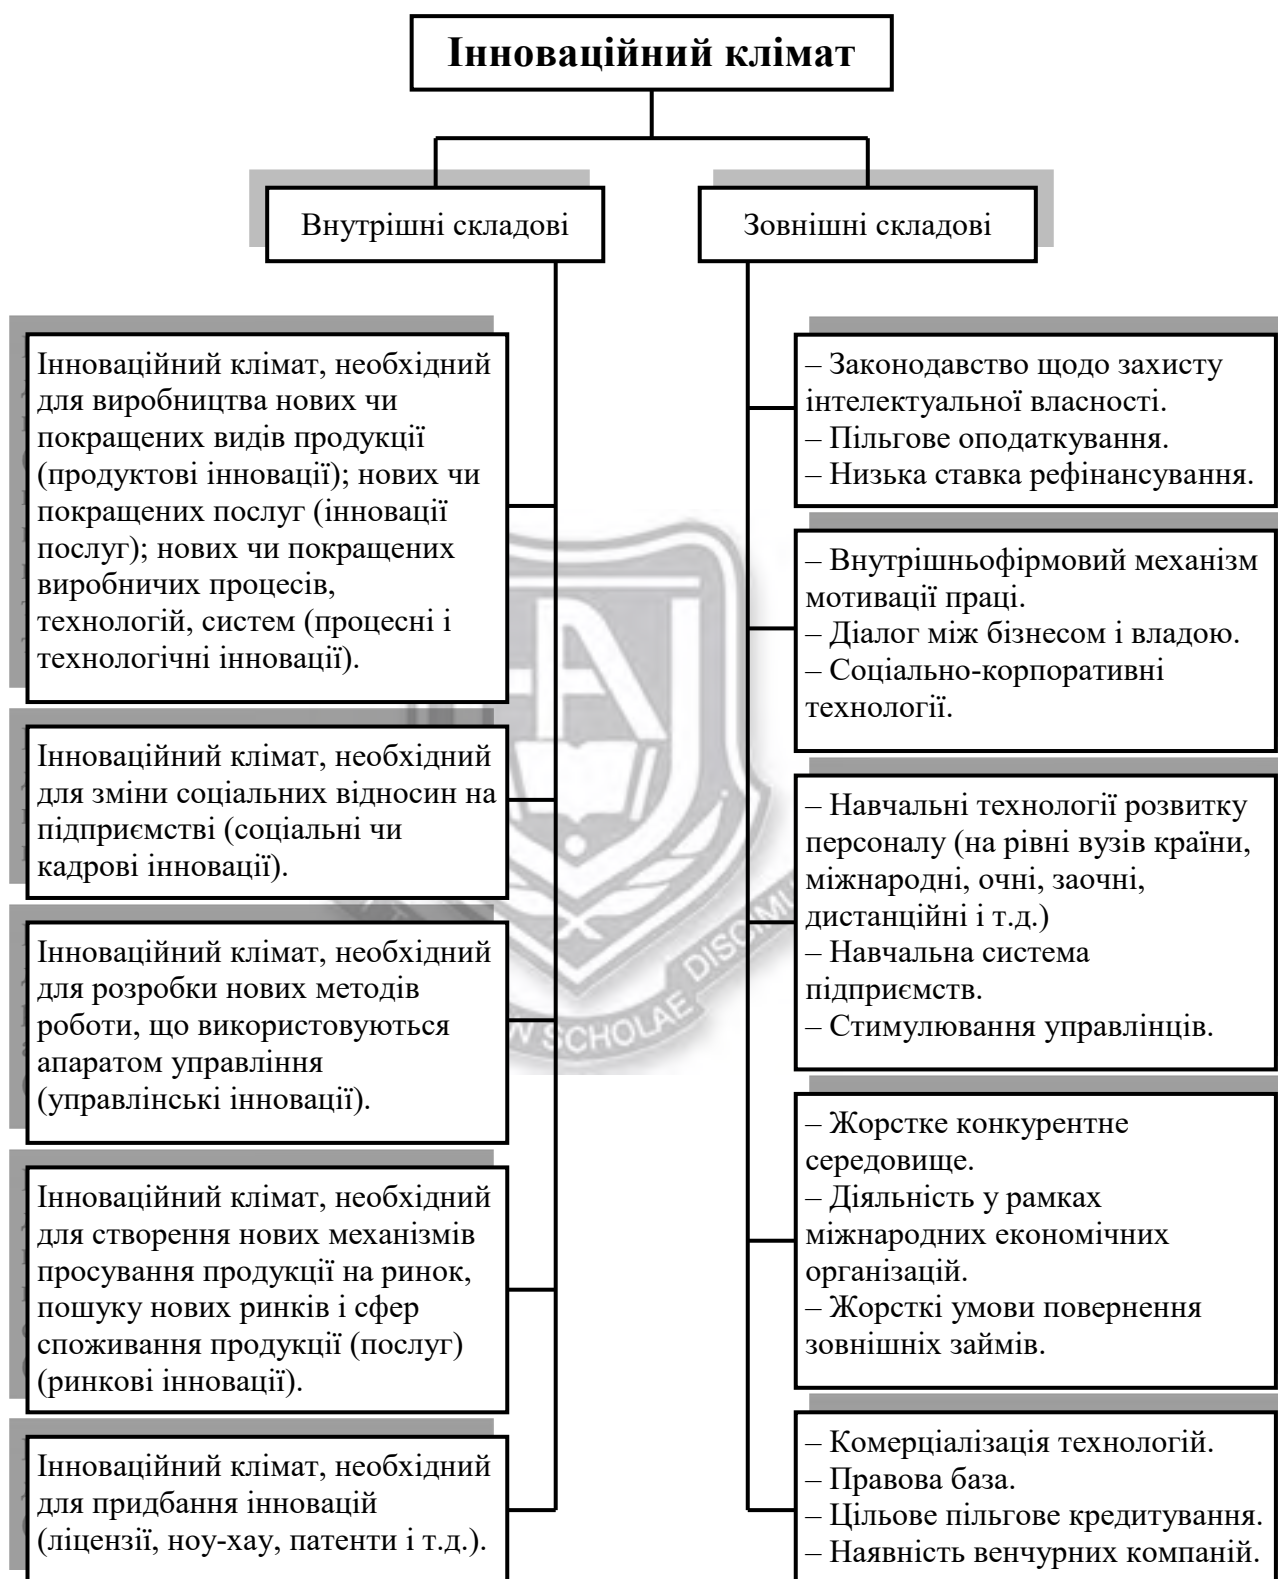 Інноваційний клімат
Внутрішні складові
Зовнішні складові
Інноваційний клімат, необхідний
для виробництва нових чи
покращених видів продукції
(продуктові інновації); нових чи
покращених послуг (інновації
послуг); нових чи покращених
виробничих процесів,
технологій, систем (процесні і
технологічні інновації).
Інноваційний клімат, необхідний
для зміни соціальних відносин на
підприємстві (соціальні чи
кадрові інновації).
Інноваційний клімат, необхідний
для розробки нових методів
роботи, що використовуються
апаратом управління
(управлінські інновації).
Інноваційний клімат, необхідний
для створення нових механізмів
просування продукції на ринок,
пошуку нових ринків і сфер
споживання продукції (послуг)
(ринкові інновації).
Інноваційний клімат, необхідний
для придбання інновацій
(ліцензії, ноу-хау, патенти і т.д.).
– Законодавство щодо захисту
інтелектуальної власності.
– Пільгове оподаткування.
– Низька ставка рефінансування.
– Внутрішньофірмовий механізм
мотивації праці.
– Діалог між бізнесом і владою.
– Соціально-корпоративні
технології.
– Навчальні технології розвитку
персоналу (на рівні вузів країни,
міжнародні, очні, заочні,
дистанційні і т.д.)
– Навчальна система
підприємств.
– Стимулювання управлінців.
– Жорстке конкурентне
середовище.
– Діяльність у рамках
міжнародних економічних
організацій.
– Жорсткі умови повернення
зовнішніх займів.
– Комерціалізація технологій.
– Правова база.
– Цільове пільгове кредитування.
– Наявність венчурних компаній.
SCHOLAE